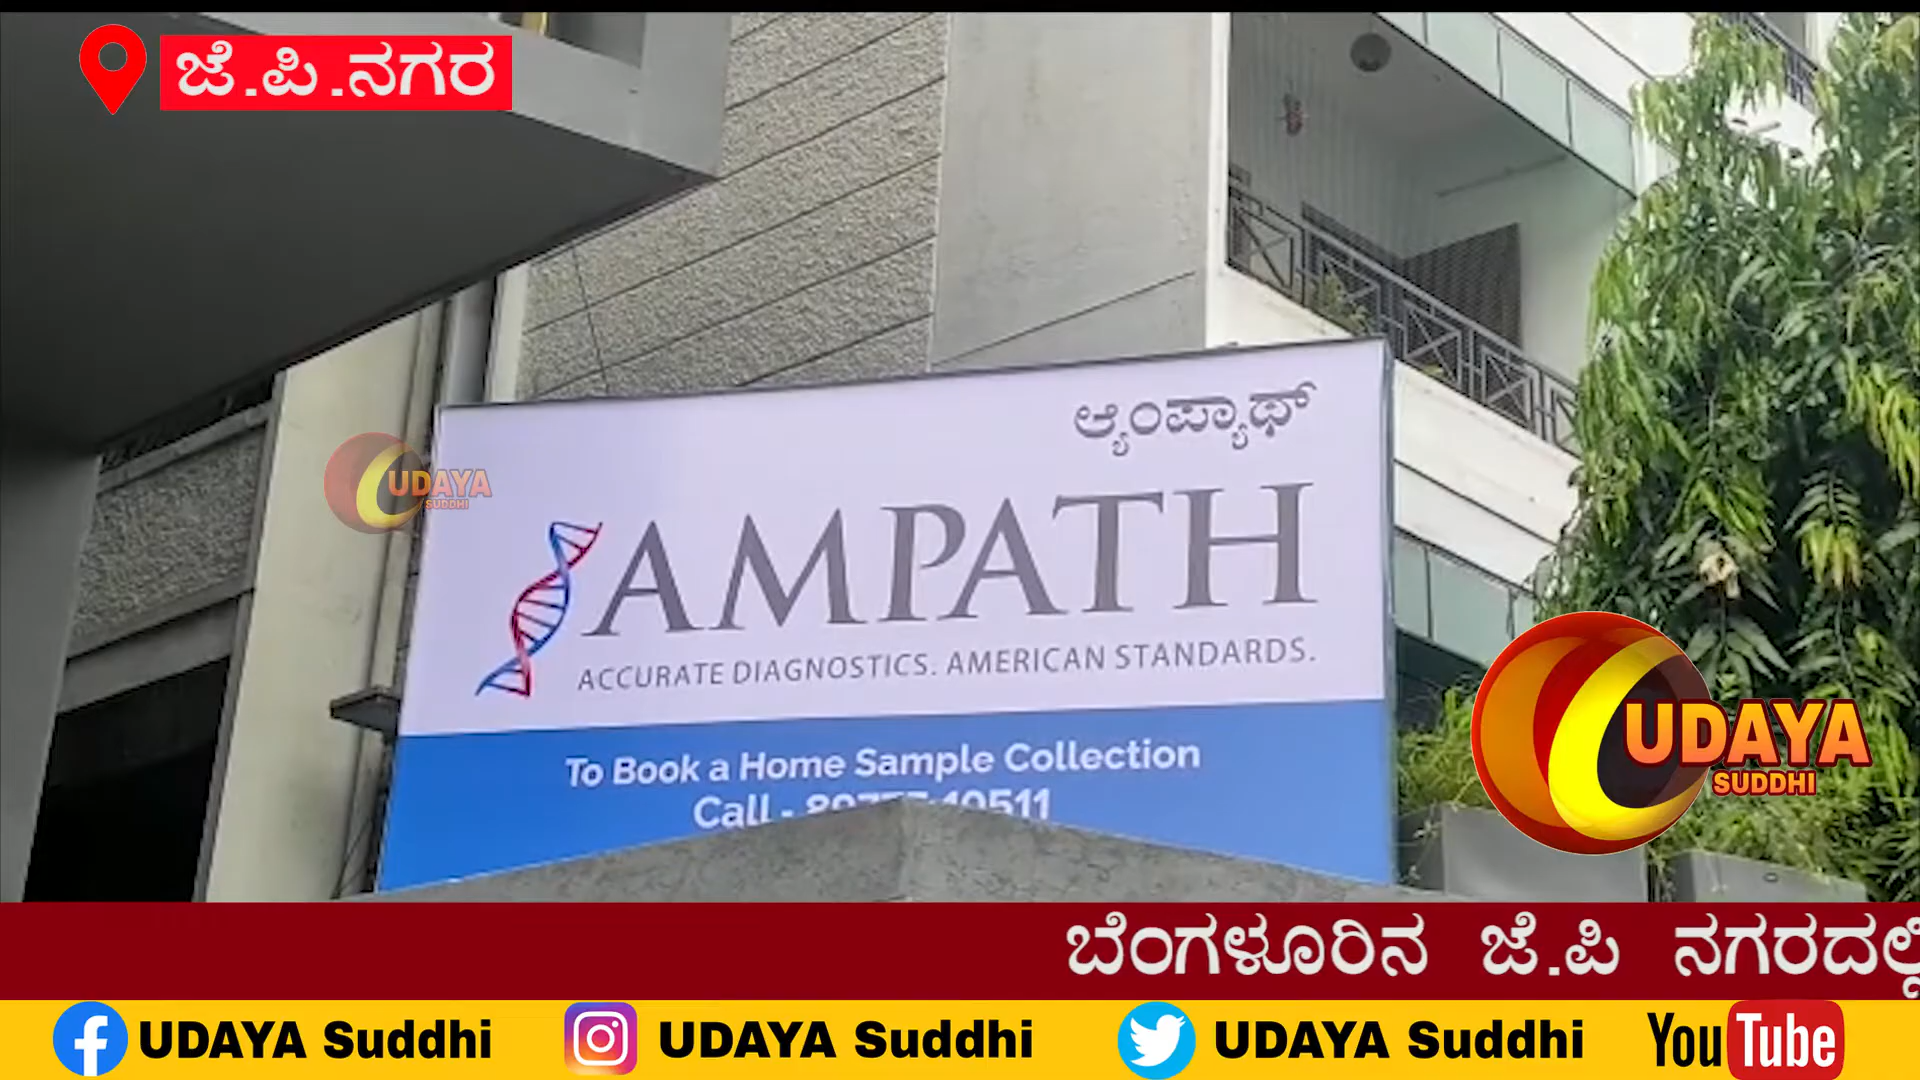 ಜೆ.ಪಿ.ನಗರ
ಆ್ಯಂಪ್ಯಾಥ್
UDAYA
SUDDHI
AMPATH
ACCURATE DIAGNOSTICS. AMERICAN STANDARDS.
To Book a Home Sample Collection
Call -
UDAYA
SUDDHI
ಬೆಂಗಳೂರಿನ ಜೆ.ಪಿ ನಗರದಲ್ಲಿ
UDAYA Suddhi UDAYA Suddhi UDAYA Suddhi YouTube